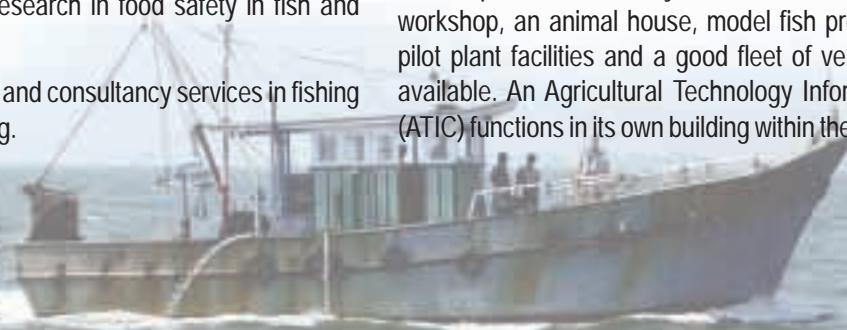 research in food safety in fish and
and consultancy services in fishing
g.
workshop, an animal house, model fish pr
pilot plant facilities and a good fleet of ve
available. An Agricultural Technology Infor
(ATIC) functions in its own building within the